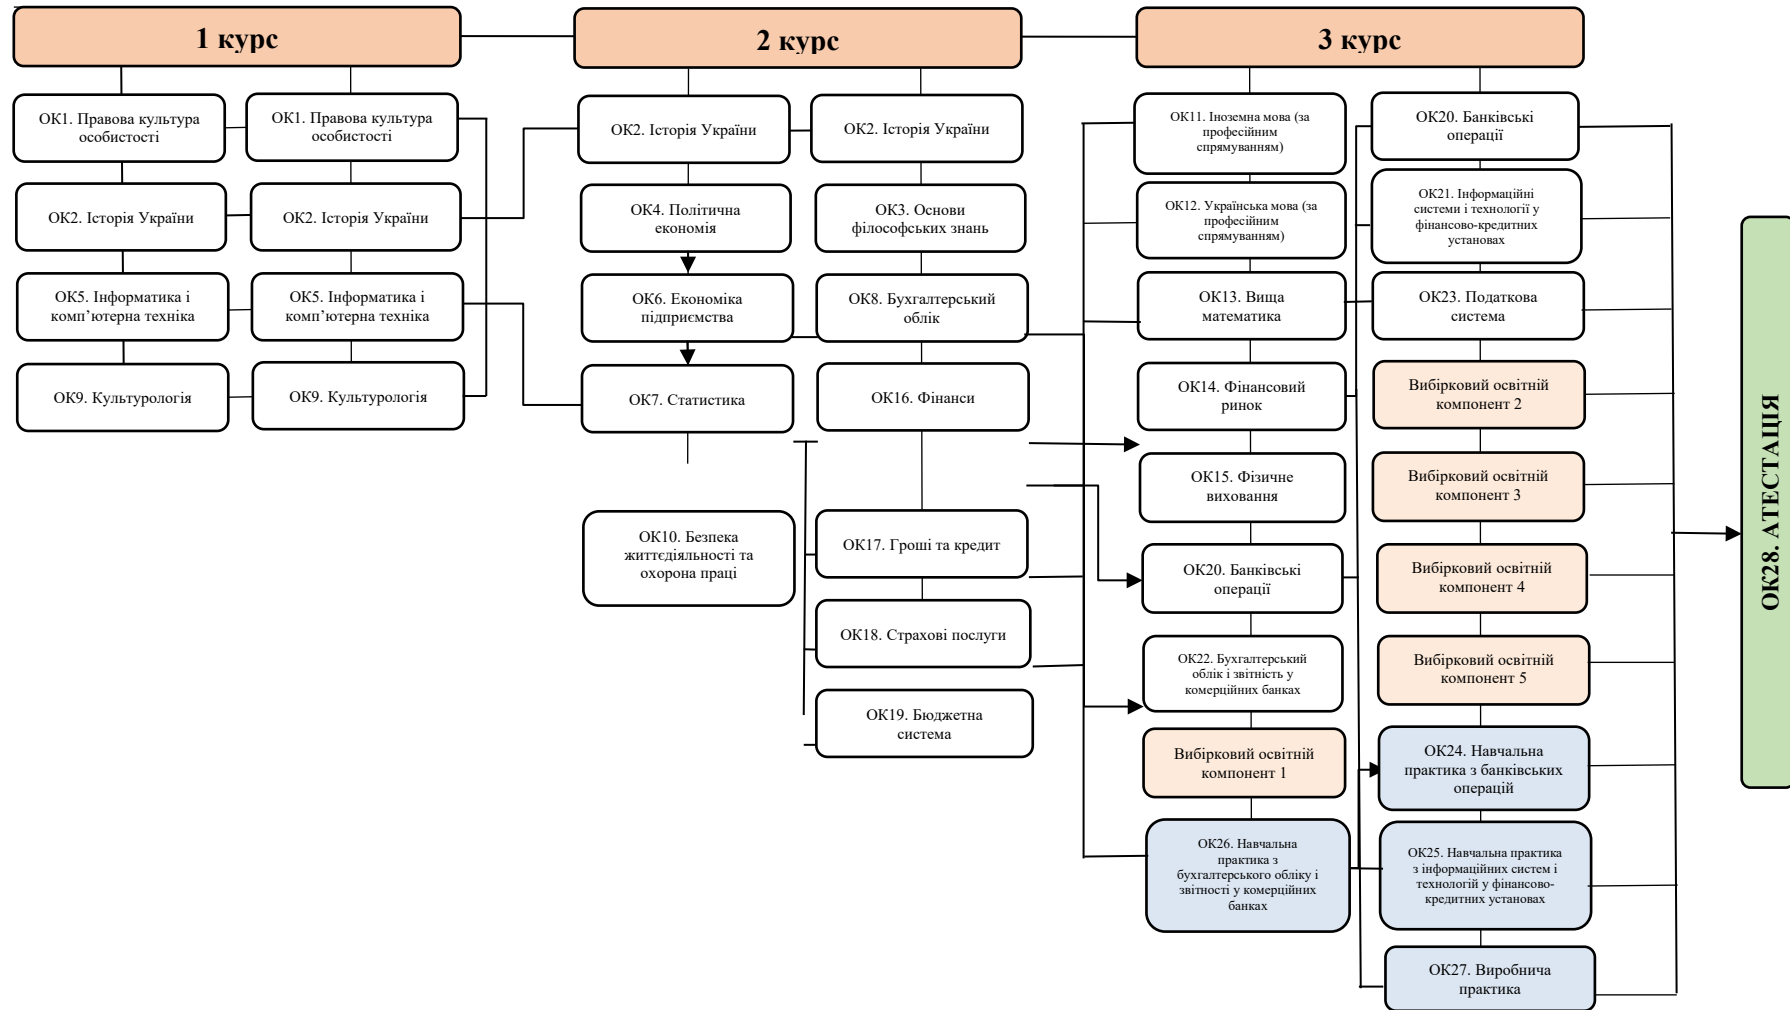 1 курс
2 курс
3 курс
ОК1. Правова культура
особистості
ОК2. Історія України
ОК5. Інформатика і
комп’ютерна техніка
ОК9. Культурологія
ОК1. Правова культура
особистості
ОК2. Історія України
ОК5. Інформатика і
комп’ютерна техніка
ОК9. Культурологія
ОК2. Історія України
ОК4. Політична
економія
ОК6. Економіка
підприємства
ОК7. Статистика
ОК10. Безпека
життєдіяльності та
охорона праці
ОК2. Історія України
ОК3. Основи
філософських знань
ОК8. Бухгалтерський
облік
ОК16. Фінанси
ОК17. Гроші та кредит
ОК18. Страхові послуги
ОК19. Бюджетна
система
ОК11. Іноземна мова (за
професійним
спрямуванням)
ОК12. Українська мова (за
професійним
спрямуванням)
ОК13. Вища
математика
ОК14. Фінансовий
ринок
ОК15. Фізичне
виховання
ОК20. Банківські
операції
ОК22. Бухгалтерський
облік і звітність у
комерційних банках
Вибірковий освітній
компонент 1
ОК26. Навчальна
практика з
бухгалтерського обліку і
звітності у комерційних
банках
ОК20. Банківські
операції
ОК21. Інформаційні
системи і технології у
фінансово-кредитних
установах
ОК23. Податкова
система
Вибірковий освітній
компонент 2
Вибірковий освітній
компонент 3
Вибірковий освітній
компонент 4
Вибірковий освітній
компонент 5
ОК24. Навчальна
практика з банківських
операцій
ОК25. Навчальна практика
з інформаційних систем і
технологій у фінансово-
кредитних установах
ОК27. Виробнича
практика
ОК28. АТЕСТАЦІЯ